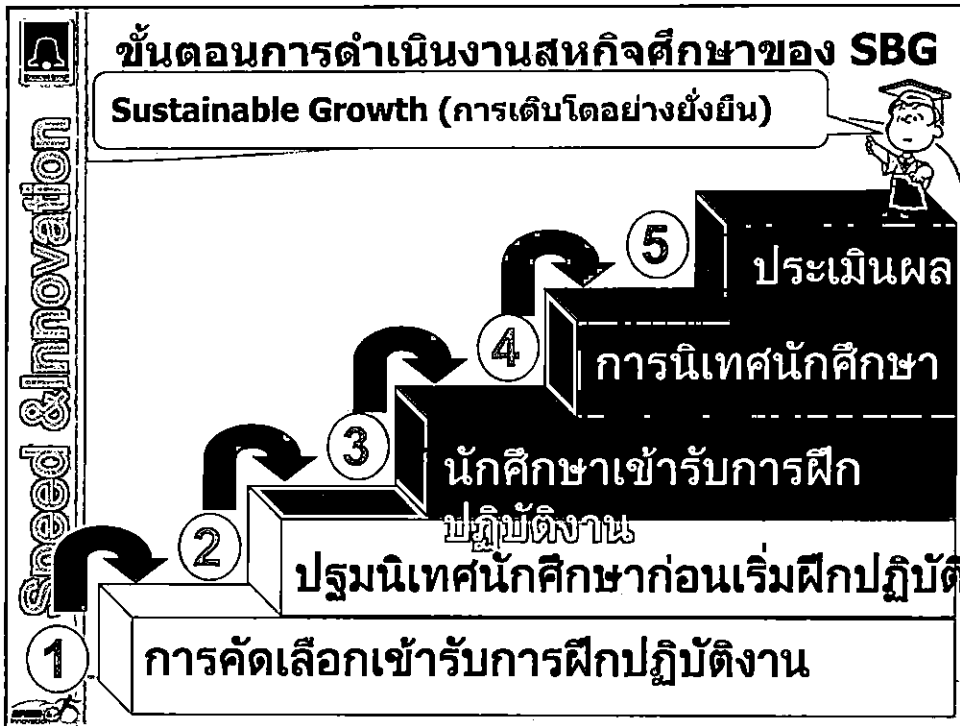 ขั้นตอนการดำเนินงานสหกิจศึกษาของ SBG
Sustainable Growth (การเติบโตอย่างยั่งยืน)
Speed &Innovation
5
ประเมินผล
4
การนิเทศนักศึกษา
3
นักศึกษาเข้ารับการฝึก
ปฏิบัติงาน
2
ปฐมนิเทศนักศึกษาก่อนเริ่มฝึกปฏิบัติ
1
การคัดเลือกเข้ารับการฝึกปฏิบัติงาน